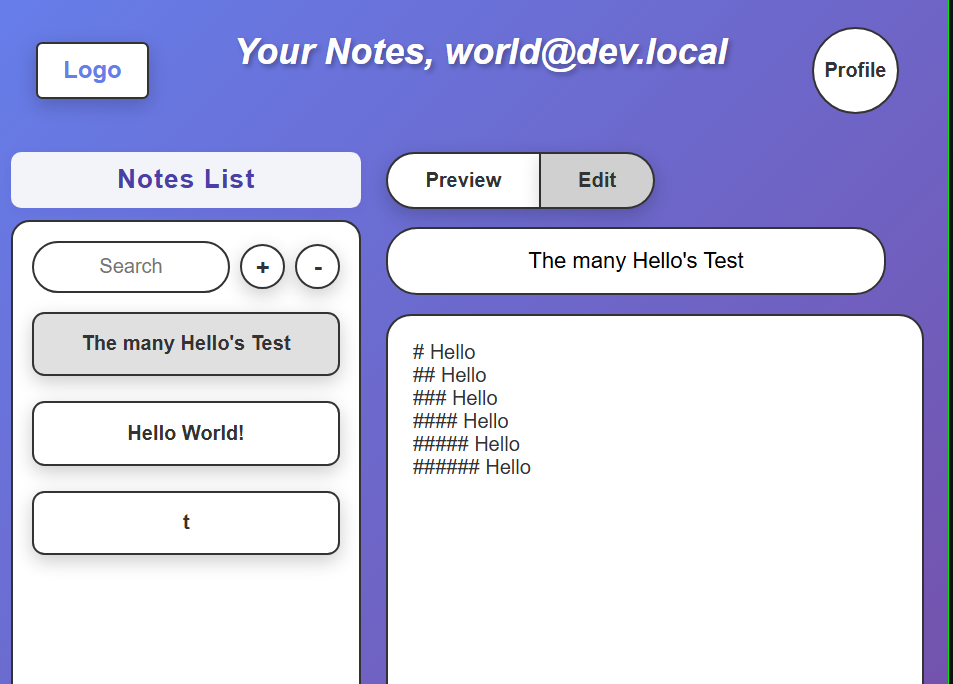 Logo
Your Notes, world@dev.local
Profile
Notes List
Search
+
-
The many Hello's Test
Hello World!
t
Preview
Edit
The many Hello's Test
# Hello
## Hello
### Hello
#### Hello
##### Hello
###### Hello